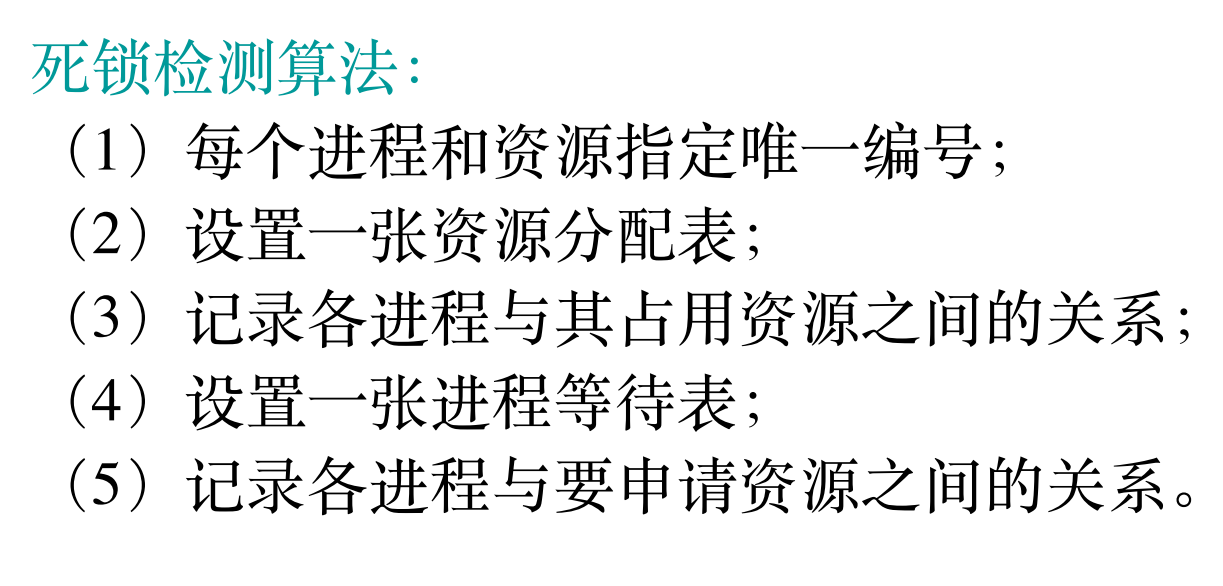 死锁检测算法：
（1）每个进程和资源指定唯一编号；
（2）设置一张资源分配表；
（3）记录各进程与其占用资源之间的关系；
（4）设置一张进程等待表；
（5）记录各进程与要申请资源之间的关系。